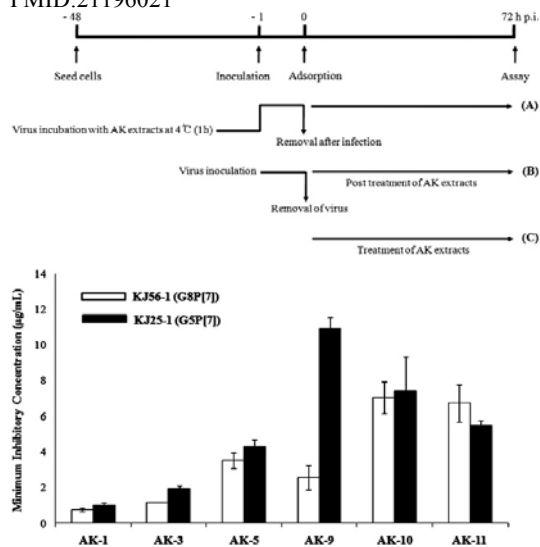 PMID:21196021
- 48 - 1 0 72 h p.i.
Seed cells Inoculation Adsorption Assay
(A)
Virus incubation with AK extracts at 4℃ (1h)
Removal after infection
Virus inoculation (B)
Post treatment of AK extracts
Removal of virus
(C)
Treatment of AK extracts
Minimum Inhibitory Concentration (μg/mL)
14
12
10
8
6
4
2
0
KJ56-1 (G8P[7])
KJ25-1 (G5P[7])
AK-1 AK-3 AK-5 AK-9 AK-10 AK-11